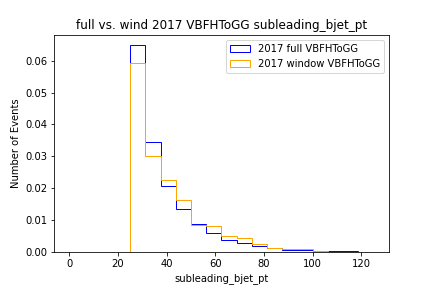 full vs. wind 2017 VBFHToGG subleading_bjet_pt
2017 full VBFHToGG
2017 window VBFHToGG
Number of Events
0.06
0.05
0.04
0.03
0.02
0.01
0.00
0 20 40 60 80 100 120
subleading_bjet_pt